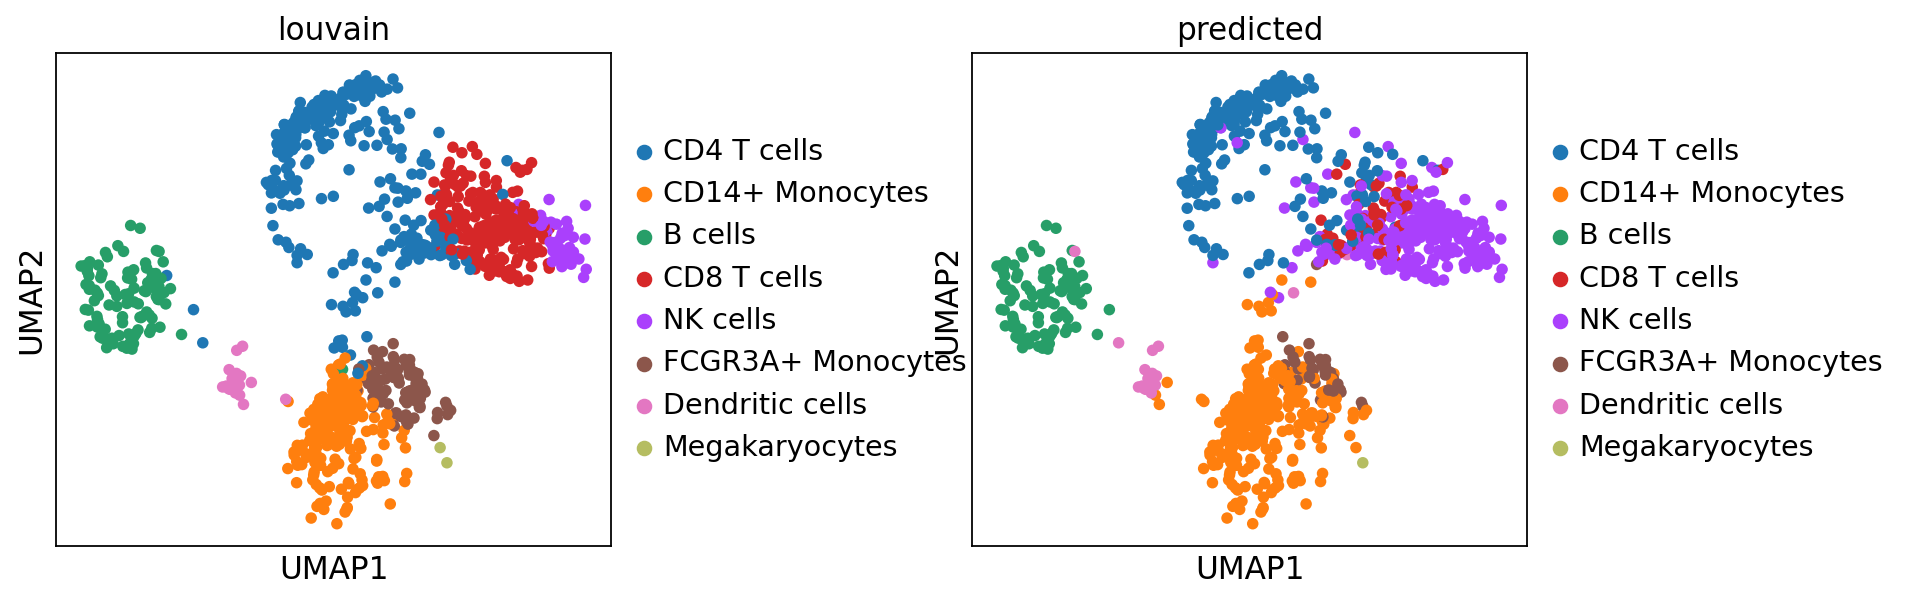 louvain
UMAP2
UMAP1
CD4 T cells
CD14+ Monocytes
B cells
CD8 T cells
NK cells
FCGR3A+ Monocytes
Dendritic cells
Megakaryocytes
predicted
UMAP2
UMAP1
CD4 T cells
CD14+ Monocytes
B cells
CD8 T cells
NK cells
FCGR3A+ Monocytes
Dendritic cells
Megakaryocytes